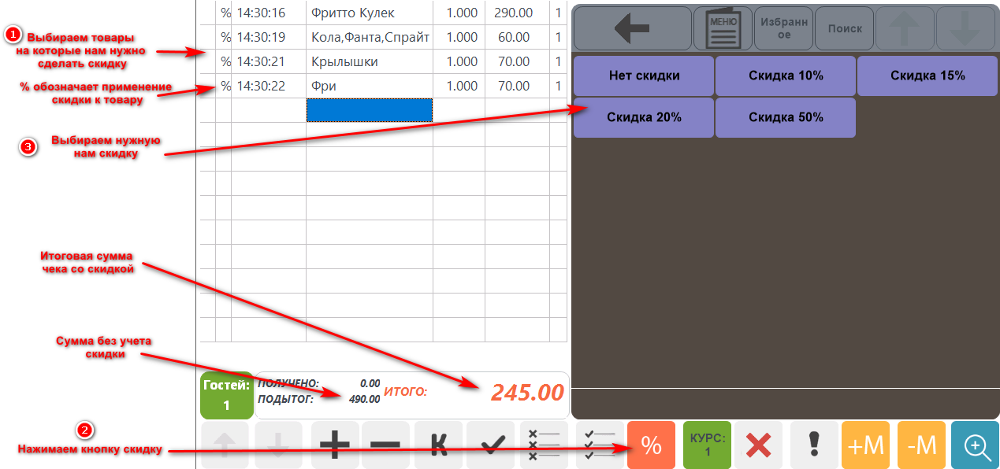 % 14:30:16 Фритто Кулек 1.000 290.00 1
% 14:30:19 Кола,Фанта,Спрайт 1.000 60.00 1
% 14:30:21 Крылышки 1.000 70.00 1
% 14:30:22 Фри 1.000 70.00 1
1
Выбираем товары
на которые нам нужно
сделать скидку
% обозначает применение
скидки к товару
3
Выбираем нужную
нам скидку
Итоговая сумма
чека со скидкой
Сумма без учета
скидки
2
Нажимаем кнопку скидку
МЕНЮ
Избранн
ое
Поиск
Нет скидки
Скидка 10%
Скидка 15%
Скидка 20%
Скидка 50%
Гостей:
1
ПОЛУЧЕНО: 0.00
ПОДЫТОГ: 490.00
ИТОГО: 245.00
К
%
КУРС:
1
+М
-М